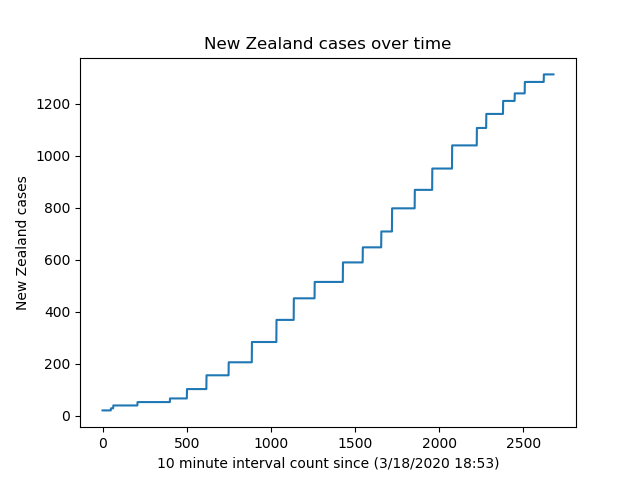 New Zealand cases over time
1200
1000
800
600
400
200
0
New Zealand cases
0 500 1000 1500 2000 2500
10 minute interval count since (3/18/2020 18:53)